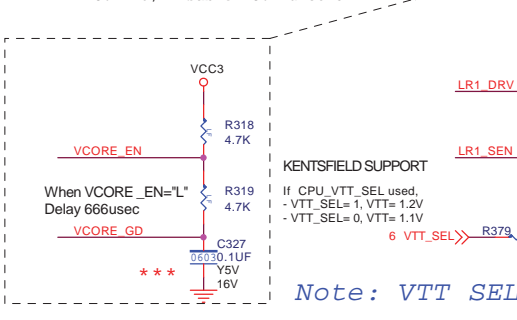 VCC3
R318
4.7K
VCORE_EN
When VCORE _EN="L"
Delay 666usec
R319
4.7K
VCORE_GD
C327
0603
0.1UF
Y5V
16V
***
LR1_DRV
LR1_SEN
KENTSFIELD SUPPORT
If CPU_VTT_SEL used,
- VTT_SEL= 1, VTT= 1.2V
- VTT_SEL= 0, VTT= 1.1V
6 VTT_SEL
R379
Note: VTT SEL